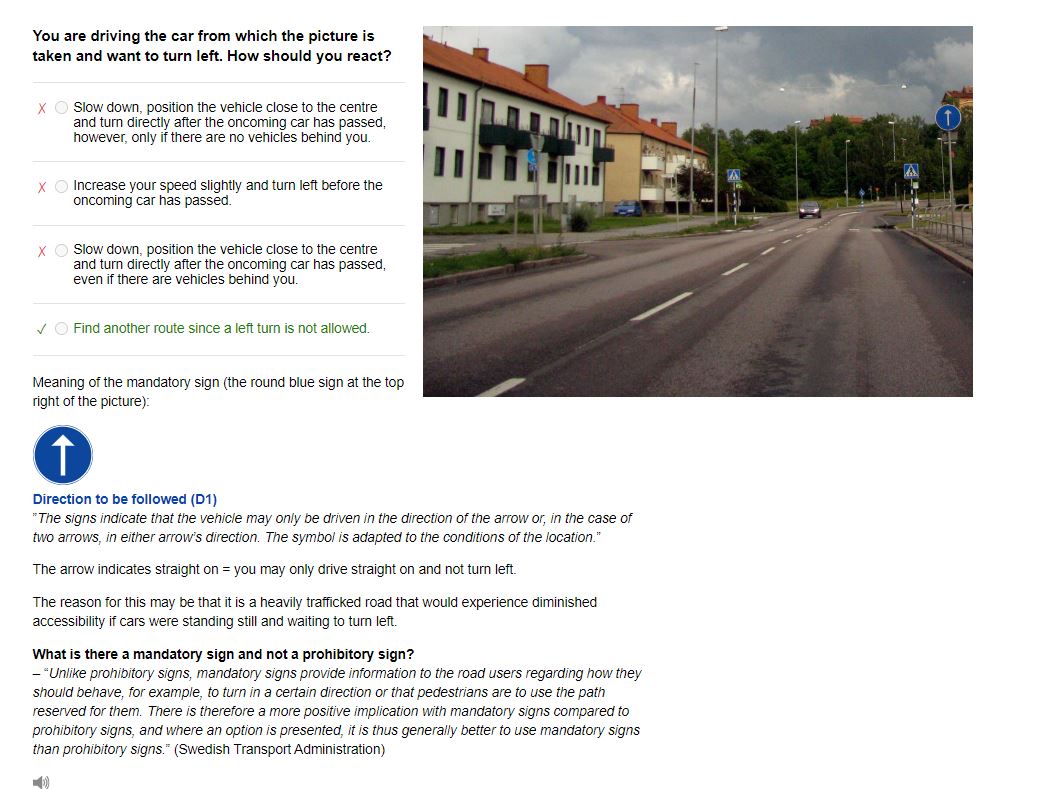 You are driving the car from which the picture is
taken and want to turn left. How should you react?
Slow down, position the vehicle close to the centre
and turn directly after the oncoming car has passed,
however, only if there are no vehicles behind you.
Increase your speed slightly and turn left before the
oncoming car has passed.
Slow down, position the vehicle close to the centre
and turn directly after the oncoming car has passed,
even if there are vehicles behind you.
Find another route since a left turn is not allowed.
Meaning of the mandatory sign (the round blue sign at the top
right of the picture):
Direction to be followed (D1)
”The signs indicate that the vehicle may only be driven in the direction of the arrow or, in the case of
two arrows, in either arrow’s direction. The symbol is adapted to the conditions of the location.”
The arrow indicates straight on = you may only drive straight on and not turn left.
The reason for this may be that it is a heavily trafficked road that would experience diminished
accessibility if cars were standing still and waiting to turn left.
What is there a mandatory sign and not a prohibitory sign?
– “Unlike prohibitory signs, mandatory signs provide information to the road users regarding how they
should behave, for example, to turn in a certain direction or that pedestrians are to use the path
reserved for them. There is therefore a more positive implication with mandatory signs compared to
prohibitory signs, and where an option is presented, it is thus generally better to use mandatory signs
than prohibitory signs.” (Swedish Transport Administration)